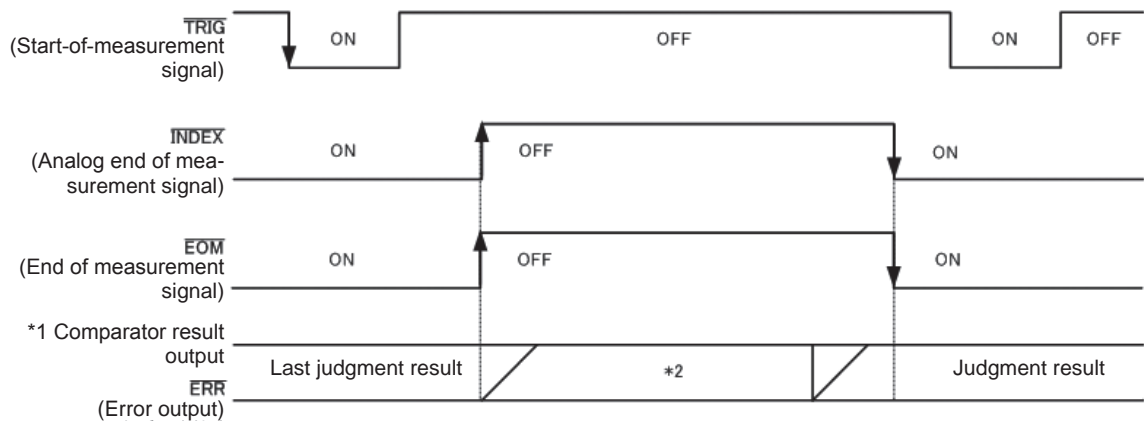 TRIG
(Start-of-measurement
signal)
ON OFF ON OFF
INDEX
(Analog end of mea-
surement signal)
ON OFF ON
EOM
(End of measurement
signal)
ON OFF ON
*1 Comparator result
output
Last judgment result *2 Judgment result
ERR
(Error output)